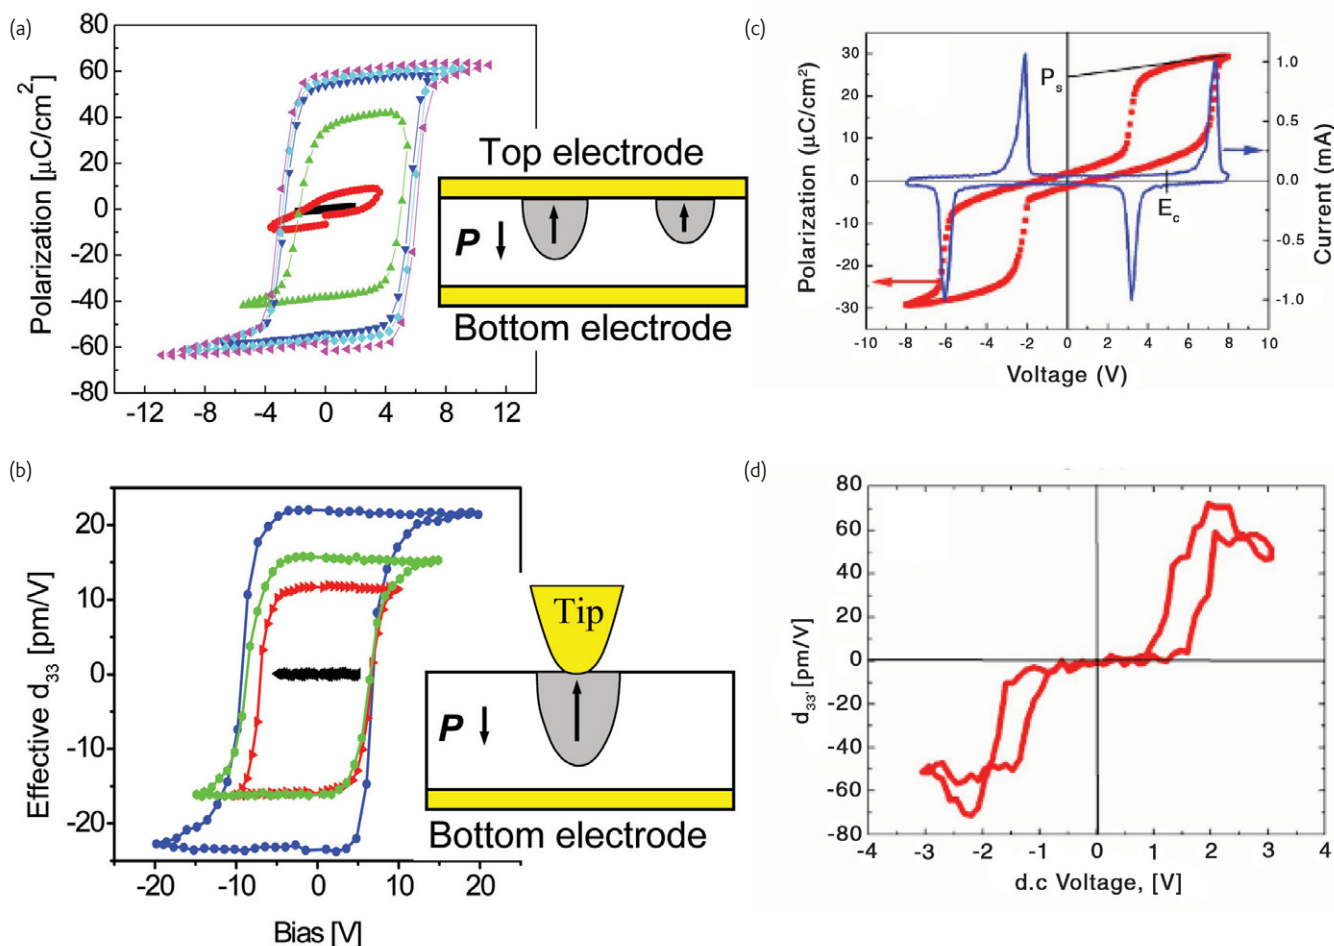 (a)
80
60
40
20
0
-20
-40
-60
-80
Polarization [μC/cm²]
-12 -8 -4 0 4 8 12
Top electrode
P
Bottom electrode
(c)
30
20
10
0
-10
-20
-30
Polarization (μC/cm²)
Ps
Ec
1.0
0.5
0.0
-0.5
-1.0
Current (mA)
-10 -8 -6 -4 -2 0 2 4 6 8 10
Voltage (V)
(b)
20
10
0
-10
-20
Effective d33 [pm/V]
-20 -10 0 10 20
Bias [V]
Tip
P
Bottom electrode
(d)
80
60
40
20
0
-20
-40
-60
-80
d33, [pm/V]
-4 -3 -2 -1 0 1 2 3 4
d.c Voltage, [V]